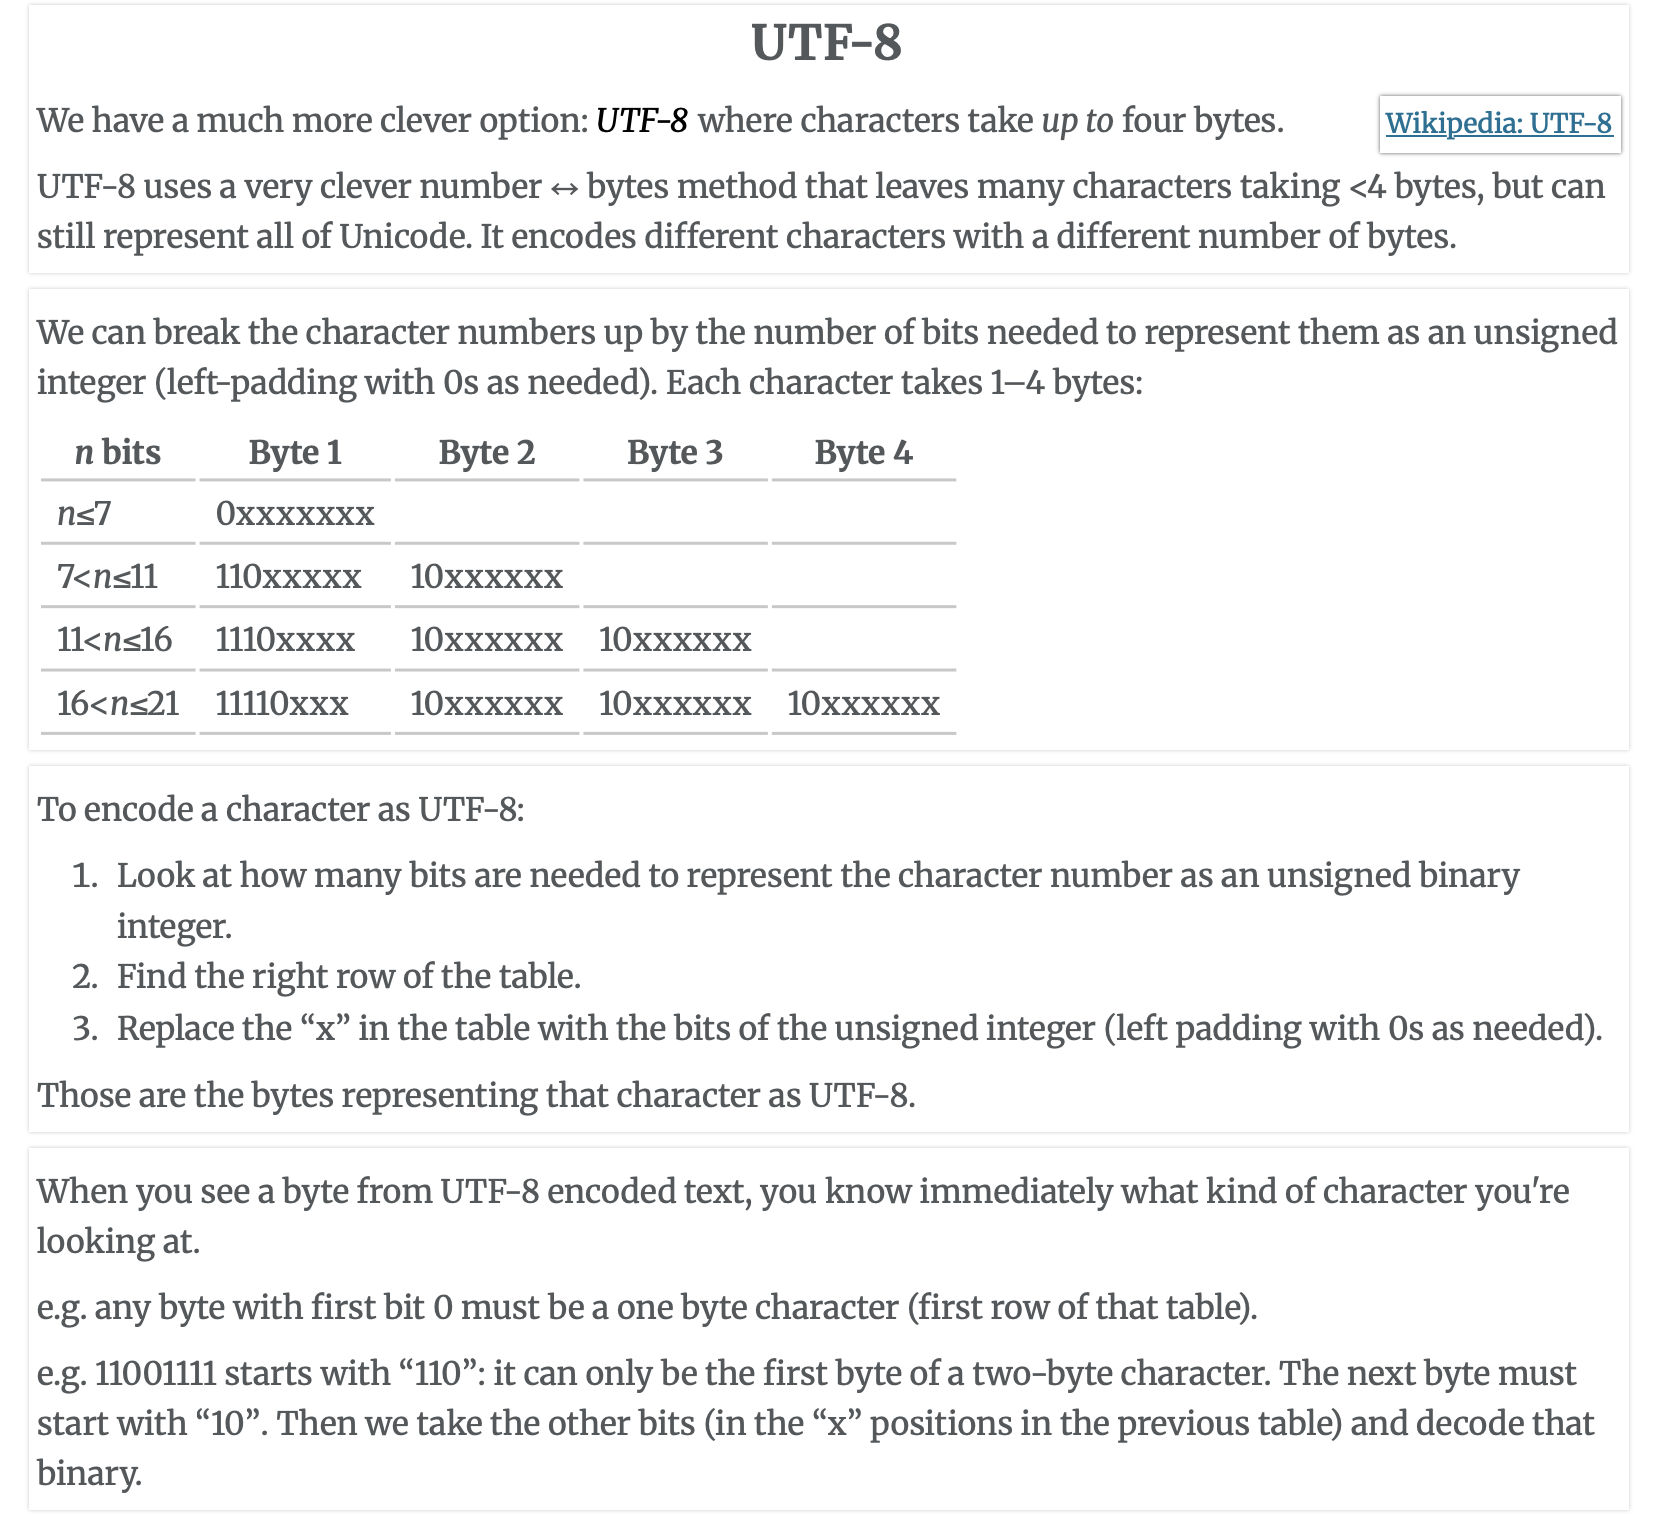 UTF-8
We have a much more clever option: UTF-8 where characters take up to four bytes.
Wikipedia: UTF-8
UTF-8 uses a very clever number ↔ bytes method that leaves many characters taking <4 bytes, but can
still represent all of Unicode. It encodes different characters with a different number of bytes.
We can break the character numbers up by the number of bits needed to represent them as an unsigned
integer (left-padding with 0s as needed). Each character takes 1–4 bytes:
n bits Byte 1 Byte 2 Byte 3 Byte 4
n≤7 0xxxxxxx
7<n≤11 110xxxxx 10xxxxxx
11<n≤16 1110xxxx 10xxxxxx 10xxxxxx
16<n≤21 11110xxx 10xxxxxx 10xxxxxx 10xxxxxx
To encode a character as UTF-8:
1. Look at how many bits are needed to represent the character number as an unsigned binary
integer.
2. Find the right row of the table.
3. Replace the “x” in the table with the bits of the unsigned integer (left padding with 0s as needed).
Those are the bytes representing that character as UTF-8.
When you see a byte from UTF-8 encoded text, you know immediately what kind of character you're
looking at.
e.g. any byte with first bit 0 must be a one byte character (first row of that table).
e.g. 11001111 starts with “110”: it can only be the first byte of a two-byte character. The next byte must
start with “10”. Then we take the other bits (in the “x” positions in the previous table) and decode that
binary.